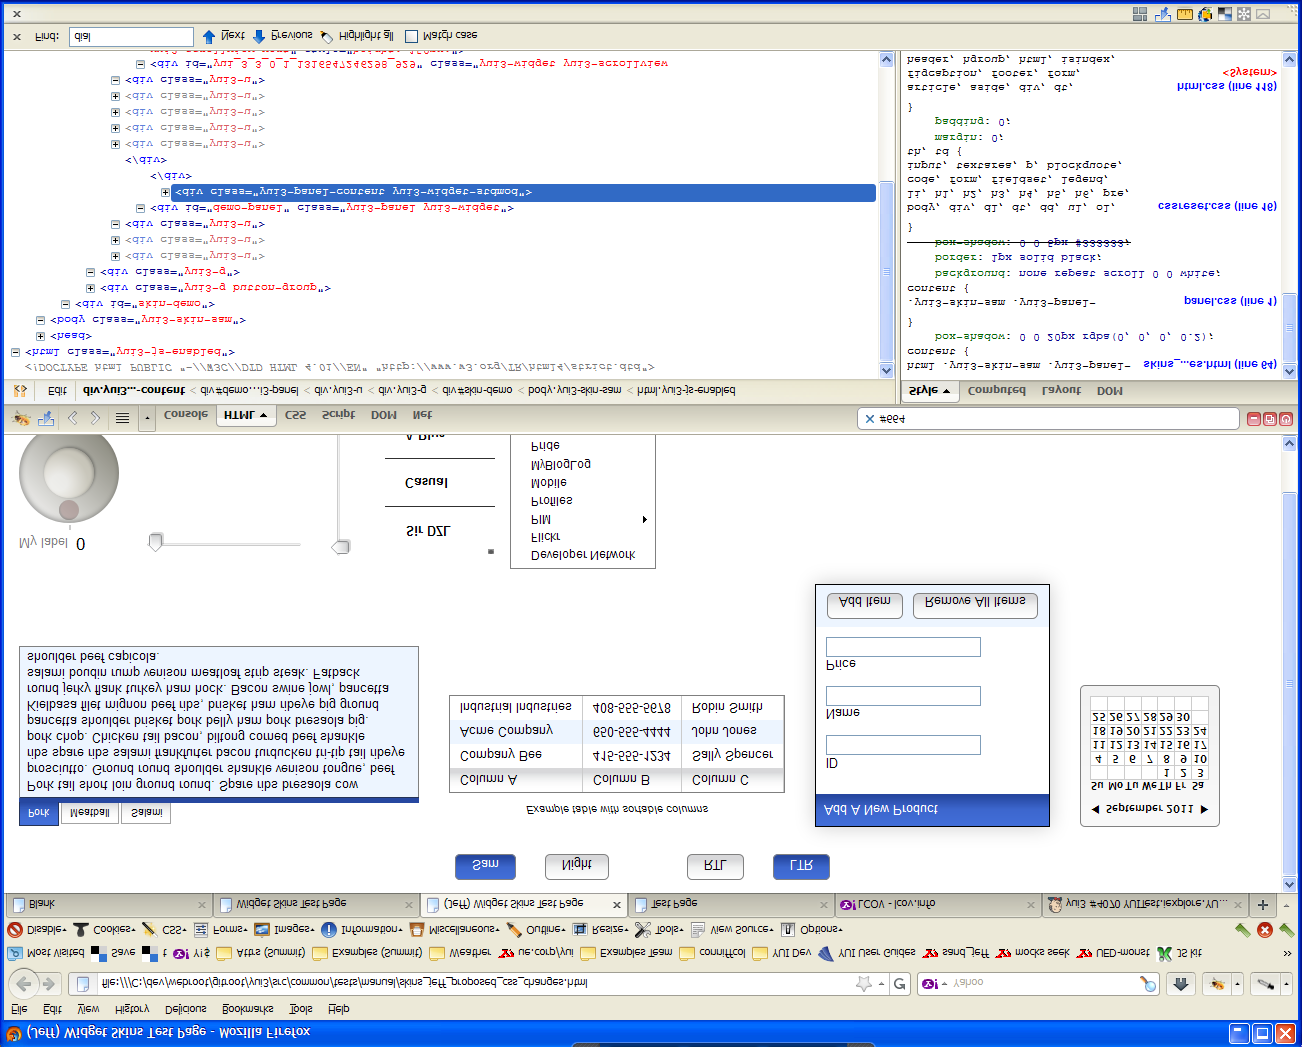 (Jeff) Widget Skins Test Page - Mozilla Firefox
File Edit View History Delicious Bookmarks Tools Help
file:///C:/dev/webroot/gitroot/yui3/src/common/tests/manual/skins_jeff_proposed_css_changes.html
Yahoo
Most Visited Save t Y!$ Attrs (Summit) Examples (Summit) Weather ue.corp/yui Examples Team conniffcol YUI Dev YUI User Guides sand_jeff mocks seek UED-monst JS Kit »
Disable Cookies CSS Forms Images Information Miscellaneous Outline Resize Tools View Source Options
Blank
Widget Skins Test Page
(Jeff) Widget Skins Test Page
Test Page
LCOV - lcov.info
yui3 #4070 YUITest.iexplore.YU...
Sam Night RTL LTR
Pork Meatball Salami
Pork tail short loin ground round. Spare ribs bresaola cow
prosciutto. Ground round shoulder shankle venison tongue, beef
ribs spare ribs salami frankfurter bacon turducken tri-tip tail ribeye
pork chop. Chicken tail bacon, biltong corned beef shankle
pancetta shoulder brisket pork belly ham pork bresaola pig.
Kielbasa filet mignon beef ribs, brisket ham ribeye pig ground
round jerky flank turkey ham hock. Bacon swine jowl, pancetta
salami boudin rump venison meatloaf strip steak. Fatback
shoulder beef capicola.
Example table with sortable columns
Column A Column B Column C
Company Bee 415-555-1234 Sally Spencer
Acme Company 650-555-4444 John Jones
Industrial Industries 408-555-5678 Robin Smith
Add A New Product
ID
Name
Price
Add Item Remove All Items
September 2011
Su Mo Tu We Th Fr Sa
1 2 3
4 5 6 7 8 9 10
11 12 13 14 15 16 17
18 19 20 21 22 23 24
25 26 27 28 29 30
My label 0
Sir DZL
Casual
A Blue
Developer Network
Flickr
PIM
Profiles
Mobile
MyBlogLog
Pride
Console HTML CSS Script DOM Net
#664
Edit div.yui3...-content < div#demo...i3-panel < div.yui3-u < div.yui3-g < div#skin-demo < body.yui3-skin-sam < html.yui3-js-enabled
Style Computed Layout DOM
<!DOCTYPE html PUBLIC "-//W3C//DTD HTML 4.01//EN" "http://www.w3.org/TR/html4/strict.dtd">
<html class="yui3-js-enabled">
<head>
<body class="yui3-skin-sam">
<div id="skin-demo">
<div class="yui3-g button-group">
<div class="yui3-g">
<div class="yui3-u">
<div class="yui3-u">
<div class="yui3-u">
<div id="demo-panel" class="yui3-panel yui3-widget">
<div class="yui3-panel-content yui3-widget-stdmod">
</div>
</div>
<div class="yui3-u">
<div class="yui3-u">
<div class="yui3-u">
<div class="yui3-u">
<div class="yui3-u">
<div id="yui_3_3_0_1_1316647246298_929" class="yui3-widget yui3-scrollview
html .yui3-skin-sam .yui3-panel- skins_...es.html (line 64)
content {
box-shadow: 0 0 20px rgba(0, 0, 0, 0.2);
}
.yui3-skin-sam .yui3-panel- panel.css (line 1)
content {
background: none repeat scroll 0 0 white;
border: 1px solid black;
box-shadow: 0 0 5px #333333;
}
body, div, dl, dt, dd, ul, ol, cssreset.css (line 16)
li, h1, h2, h3, h4, h5, h6, pre,
code, form, fieldset, legend,
input, textarea, p, blockquote,
th, td {
margin: 0;
padding: 0;
}
article, aside, div, dt, html.css (line 118)
figcaption, footer, form, <System>
header, hgroup, html, isindex,
Find: dial Next Previous Highlight all Match case